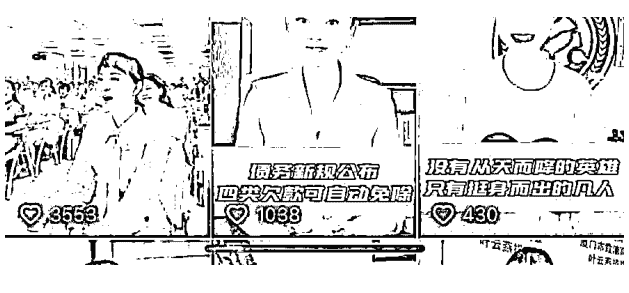 债务新规公布
四类欠款可自动免除
没有从天而降的英雄
只有挺身而出的凡人
3553
1038
430